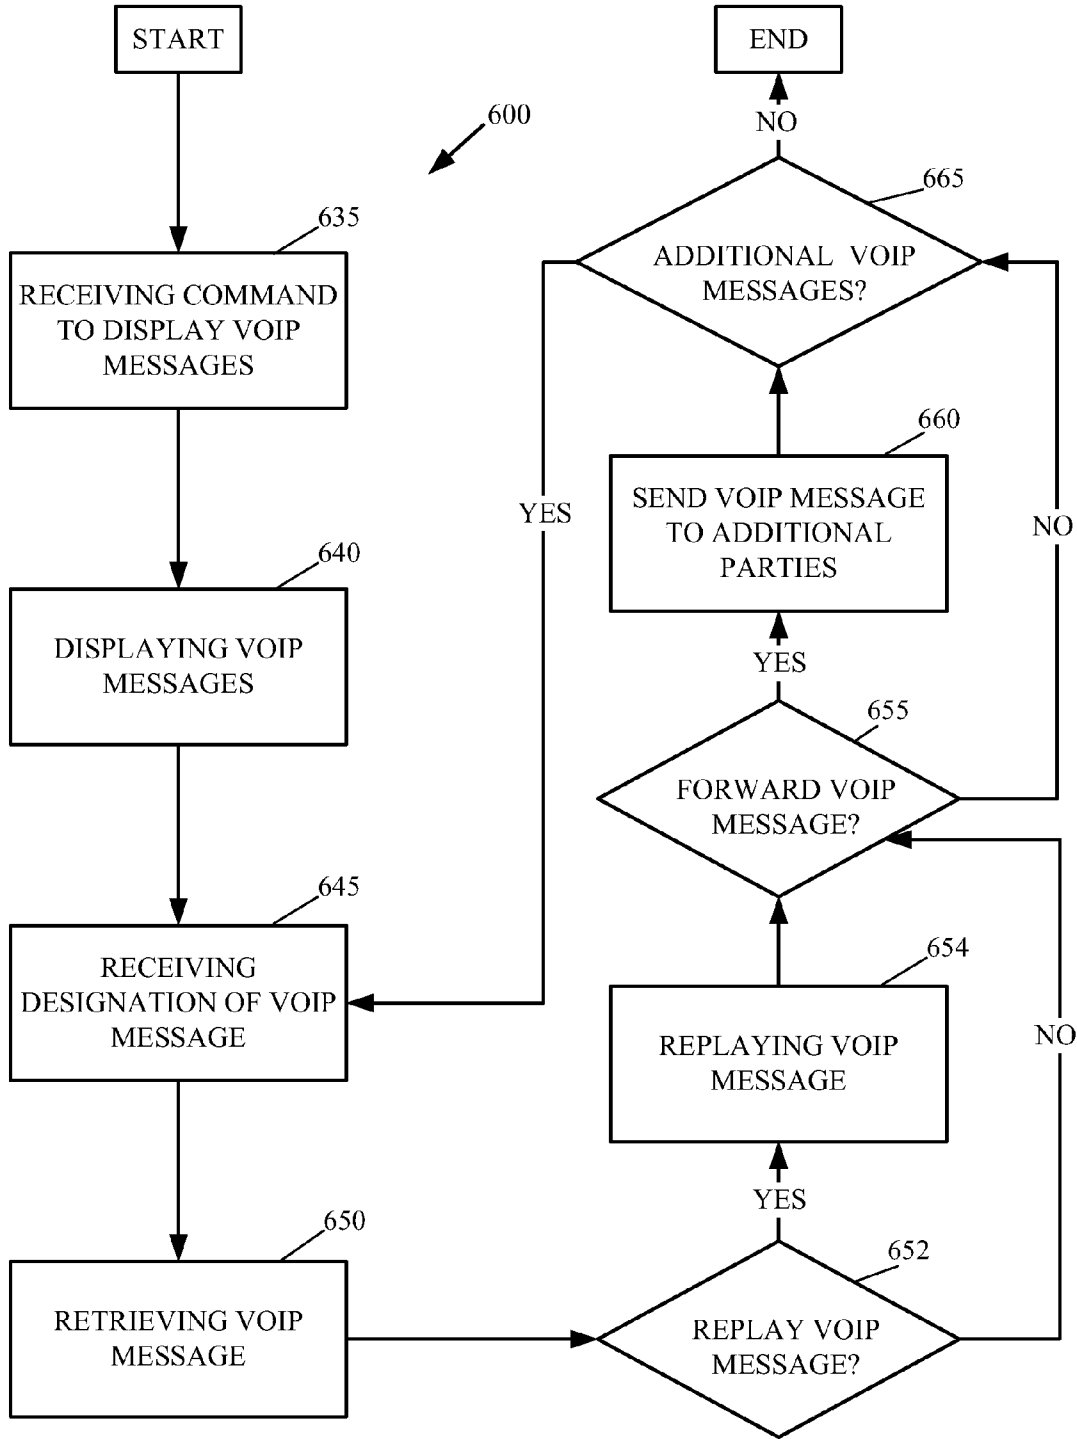 START
END
600
NO
665
635
ADDITIONAL VOIP
MESSAGES?
RECEIVING COMMAND
TO DISPLAY VOIP
MESSAGES
660
SEND VOIP MESSAGE
TO ADDITIONAL
PARTIES
YES
NO
640
DISPLAYING VOIP
MESSAGES
YES
655
FORWARD VOIP
MESSAGE?
645
RECEIVING
DESIGNATION OF VOIP
MESSAGE
654
REPLAYING VOIP
MESSAGE
NO
YES
650
652
RETRIEVING VOIP
MESSAGE
REPLAY VOIP
MESSAGE?